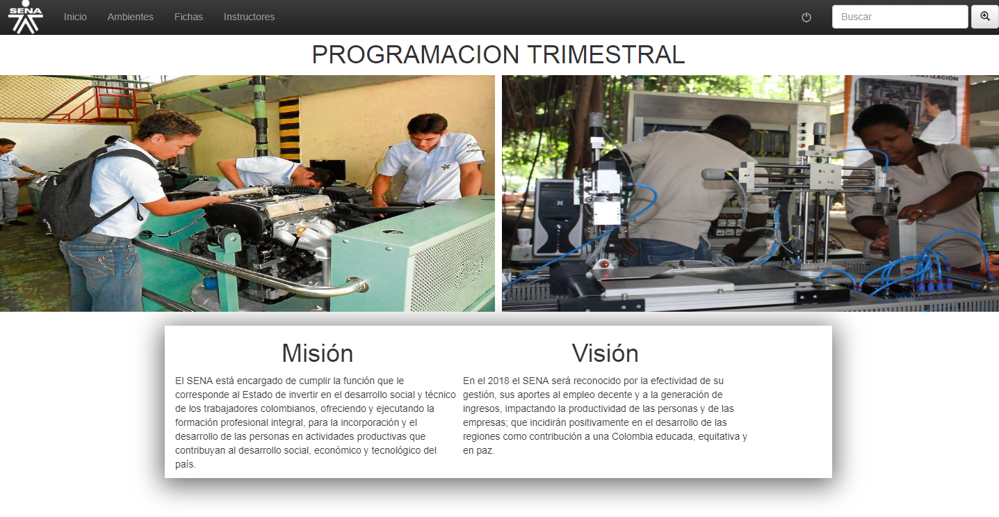 SENA
Inicio Ambientes Fichas Instructores
Buscar
PROGRAMACION TRIMESTRAL
Misión
El SENA está encargado de cumplir la función que le
corresponde al Estado de invertir en el desarrollo social y técnico
de los trabajadores colombianos, ofreciendo y ejecutando la
formación profesional integral, para la incorporación y el
desarrollo de las personas en actividades productivas que
contribuyan al desarrollo social, económico y tecnológico del
país.
Visión
En el 2018 el SENA será reconocido por la efectividad de su
gestión, sus aportes al empleo decente y a la generación de
ingresos, impactando la productividad de las personas y de las
empresas; que incidirán positivamente en el desarrollo de las
regiones como contribución a una Colombia educada, equitativa y
en paz.